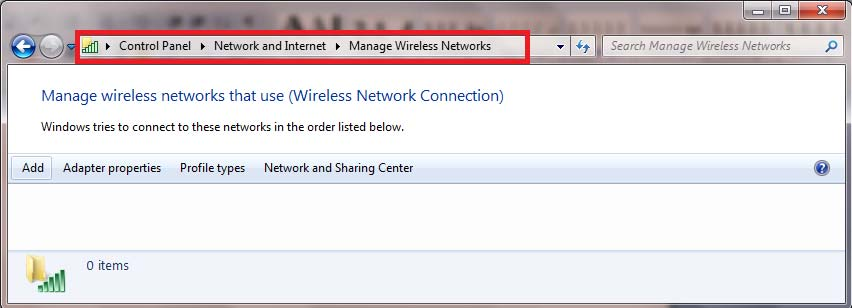 Control Panel Network and Internet Manage Wireless Networks Search Manage Wireless Networks
Manage wireless networks that use (Wireless Network Connection)
Windows tries to connect to these networks in the order listed below.
Add Adapter properties Profile types Network and Sharing Center ?
0 items